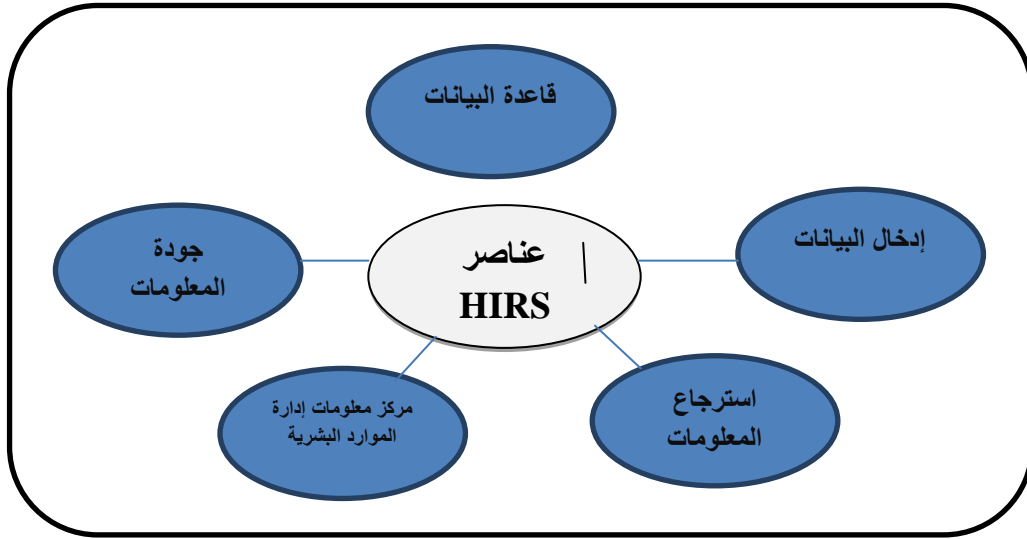 قاعدة البيانات
إدخال البيانات
جودة
المعلومات
عناصر
HIRS
استرجاع
المعلومات
مركز معلومات إدارة
الموارد البشرية